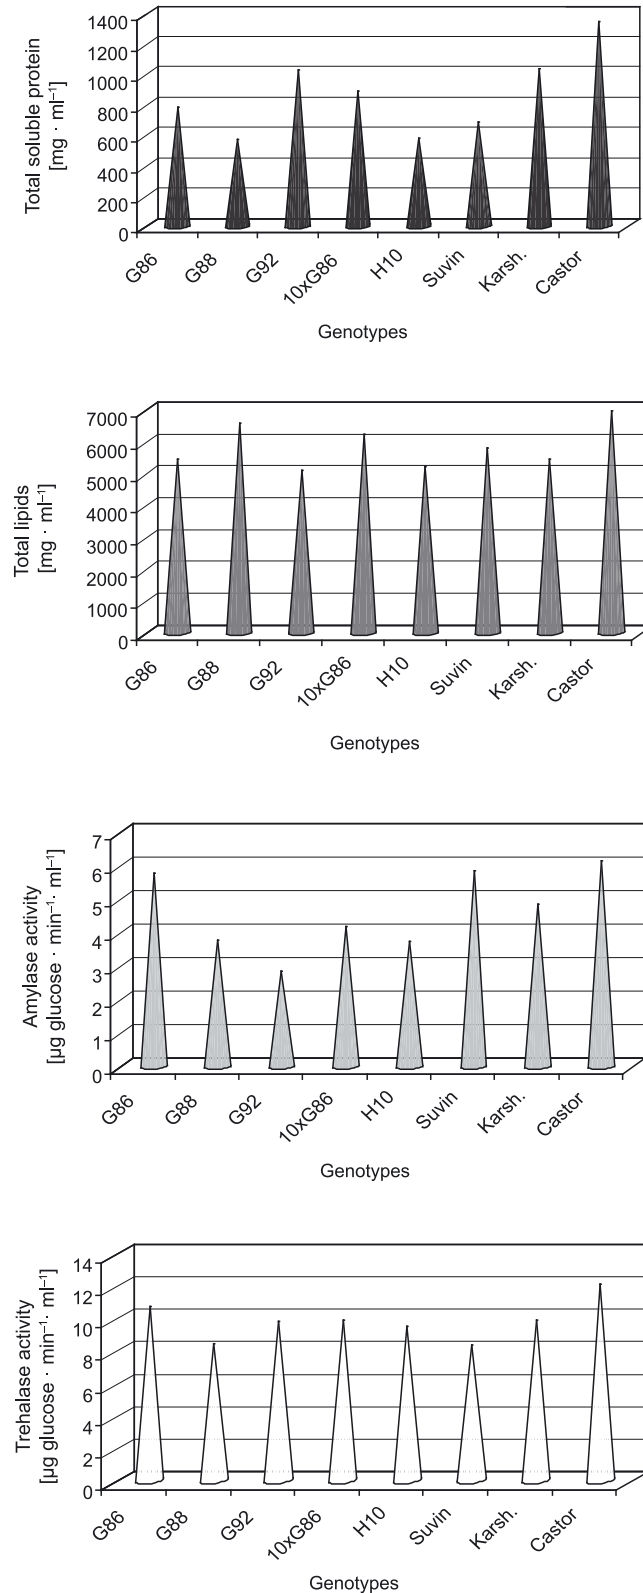 Total soluble protein
[mg · ml⁻¹]
1400
1200
1000
800
600
400
200
0
G86
G88
G92
10xG86
H10
Suvin
Karsh.
Castor
Genotypes
Total lipids
[mg · ml⁻¹]
7000
6000
5000
4000
3000
2000
1000
0
G86
G88
G92
10xG86
H10
Suvin
Karsh.
Castor
Genotypes
Amylase activity
[µg glucose · min⁻¹· ml⁻¹]
7
6
5
4
3
2
1
0
G86
G88
G92
10xG86
H10
Suvin
Karsh.
Castor
Genotypes
Trehalase activity
[µg glucose · min⁻¹· ml⁻¹]
14
12
10
8
6
4
2
0
G86
G88
G92
10xG86
H10
Suvin
Karsh.
Castor
Genotypes